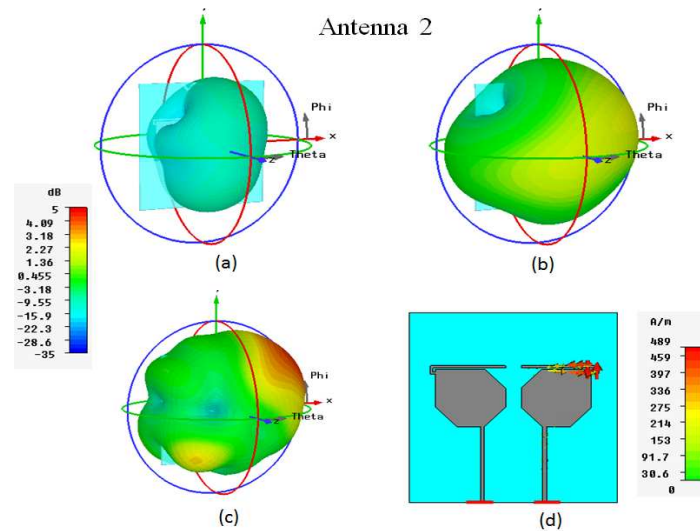 Antenna 2
Phi
x
Theta
z
(a)
Phi
x
Theta
z
(b)
dB
5
4.09
3.18
2.27
1.36
0.455
-3.18
-9.55
-15.9
-22.3
-28.6
-35
Phi
x
Theta
z
(c)
A/m
489
460
397
336
275
214
153
91.7
30.6
0
(d)